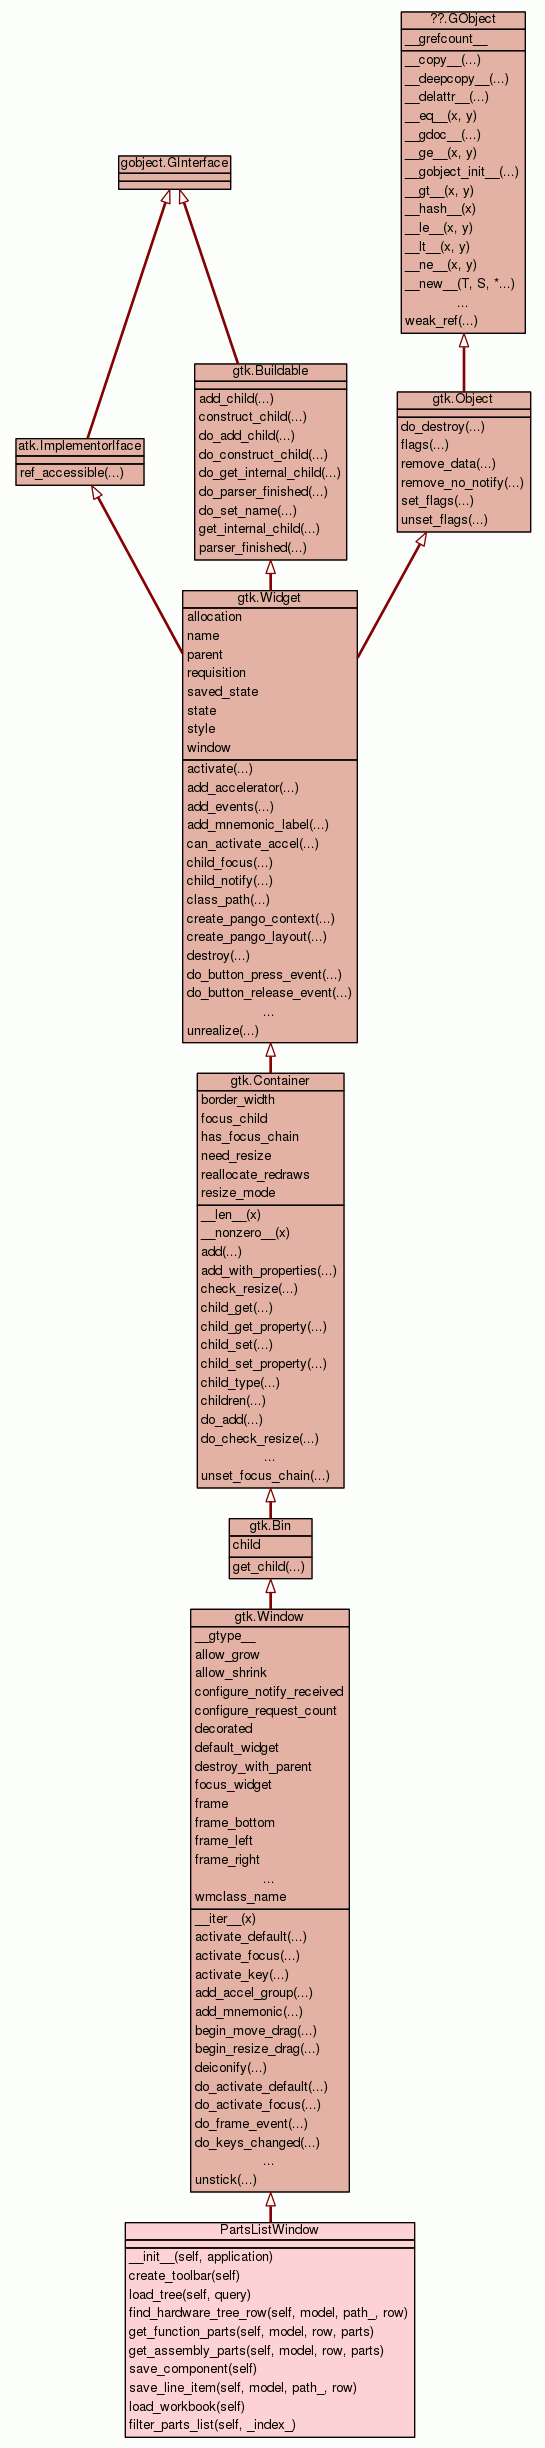 ??.GObject
__grefcount__
__copy__(...)
__deepcopy__(...)
__delattr__(...)
__eq__(x, y)
__gdoc__(...)
__ge__(x, y)
__gobject_init__(...)
__gt__(x, y)
__hash__(x)
__le__(x, y)
__lt__(x, y)
__ne__(x, y)
__new__(T, S, *...)
...
weak_ref(...)
gobject.GInterface
gtk.Buildable
add_child(...)
construct_child(...)
do_add_child(...)
do_construct_child(...)
do_get_internal_child(...)
do_parser_finished(...)
do_set_name(...)
get_internal_child(...)
parser_finished(...)
gtk.Object
do_destroy(...)
flags(...)
remove_data(...)
remove_no_notify(...)
set_flags(...)
unset_flags(...)
atk.ImplementorIface
ref_accessible(...)
gtk.Widget
allocation
name
parent
requisition
saved_state
state
style
window
activate(...)
add_accelerator(...)
add_events(...)
add_mnemonic_label(...)
can_activate_accel(...)
child_focus(...)
child_notify(...)
class_path(...)
create_pango_context(...)
create_pango_layout(...)
destroy(...)
do_button_press_event(...)
do_button_release_event(...)
...
unrealize(...)
gtk.Container
border_width
focus_child
has_focus_chain
need_resize
reallocate_redraws
resize_mode
__len__(x)
__nonzero__(x)
add(...)
add_with_properties(...)
check_resize(...)
child_get(...)
child_get_property(...)
child_set(...)
child_set_property(...)
child_type(...)
children(...)
do_add(...)
do_check_resize(...)
...
unset_focus_chain(...)
gtk.Bin
child
get_child(...)
gtk.Window
__gtype__
allow_grow
allow_shrink
configure_notify_received
configure_request_count
decorated
default_widget
destroy_with_parent
focus_widget
frame
frame_bottom
frame_left
frame_right
...
wmclass_name
__iter__(x)
activate_default(...)
activate_focus(...)
activate_key(...)
add_accel_group(...)
add_mnemonic(...)
begin_move_drag(...)
begin_resize_drag(...)
deiconify(...)
do_activate_default(...)
do_activate_focus(...)
do_frame_event(...)
do_keys_changed(...)
...
unstick(...)
PartsListWindow
__init__(self, application)
create_toolbar(self)
load_tree(self, query)
find_hardware_tree_row(self, model, path_, row)
get_function_parts(self, model, row, parts)
get_assembly_parts(self, model, row, parts)
save_component(self)
save_line_item(self, model, path_, row)
load_workbook(self)
filter_parts_list(self, _index_)